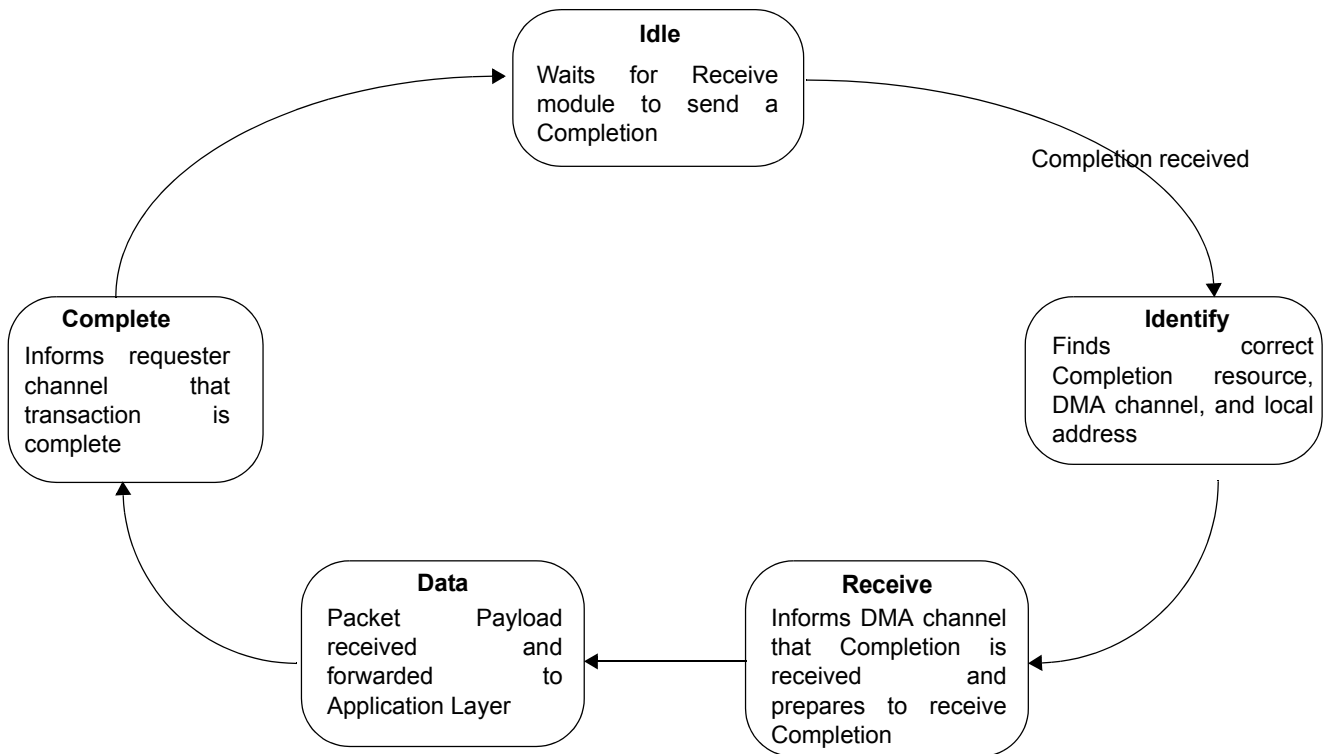 Idle
Waits for Receive
module to send a
Completion
Completion received
Complete
Informs requester
channel that
transaction is
complete
Identify
Finds correct
Completion resource,
DMA channel, and local
address
Data
Packet Payload
received and
forwarded to
Application Layer
Receive
Informs DMA channel
that Completion is
received and
prepares to receive
Completion